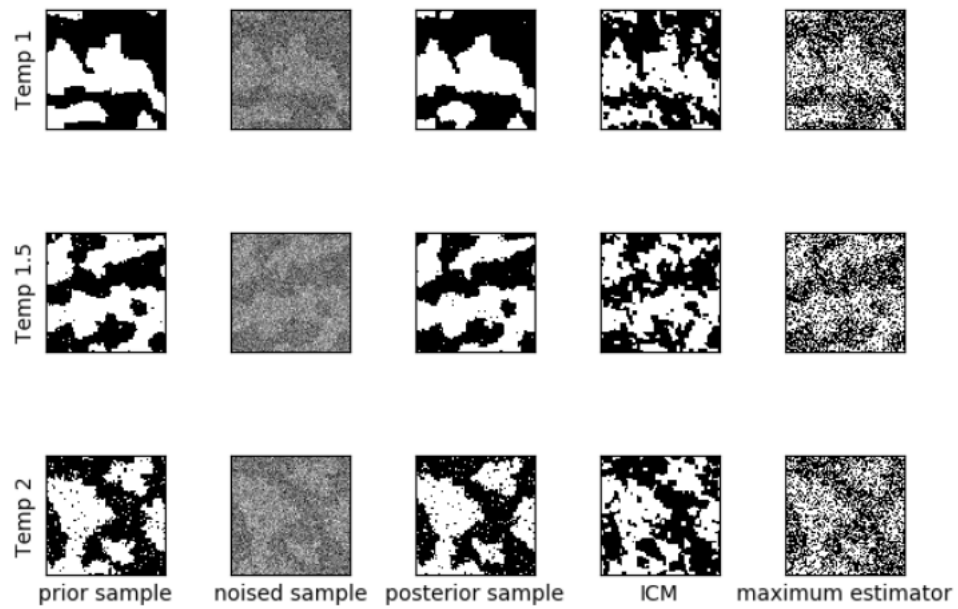 Temp 1
Temp 1.5
Temp 2
prior sample noised sample posterior sample ICM maximum estimator